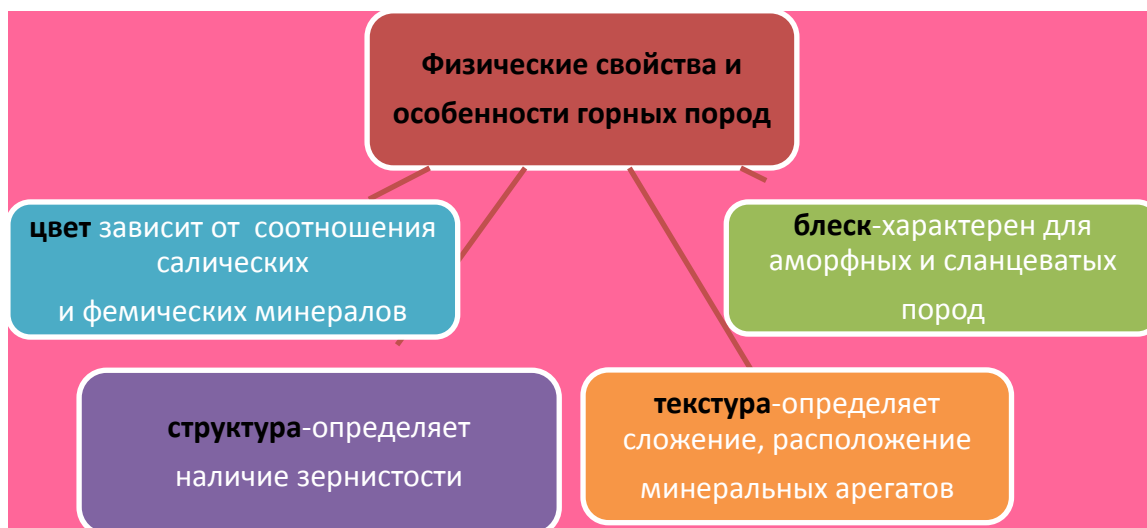 Физические свойства и
особенности горных пород
цвет зависит от соотношения
салических
и фемических минералов
блеск-характерен для
аморфных и сланцеватых
пород
структура-определяет
наличие зернистости
текстура-определяет
сложение, расположение
минеральных арегатов